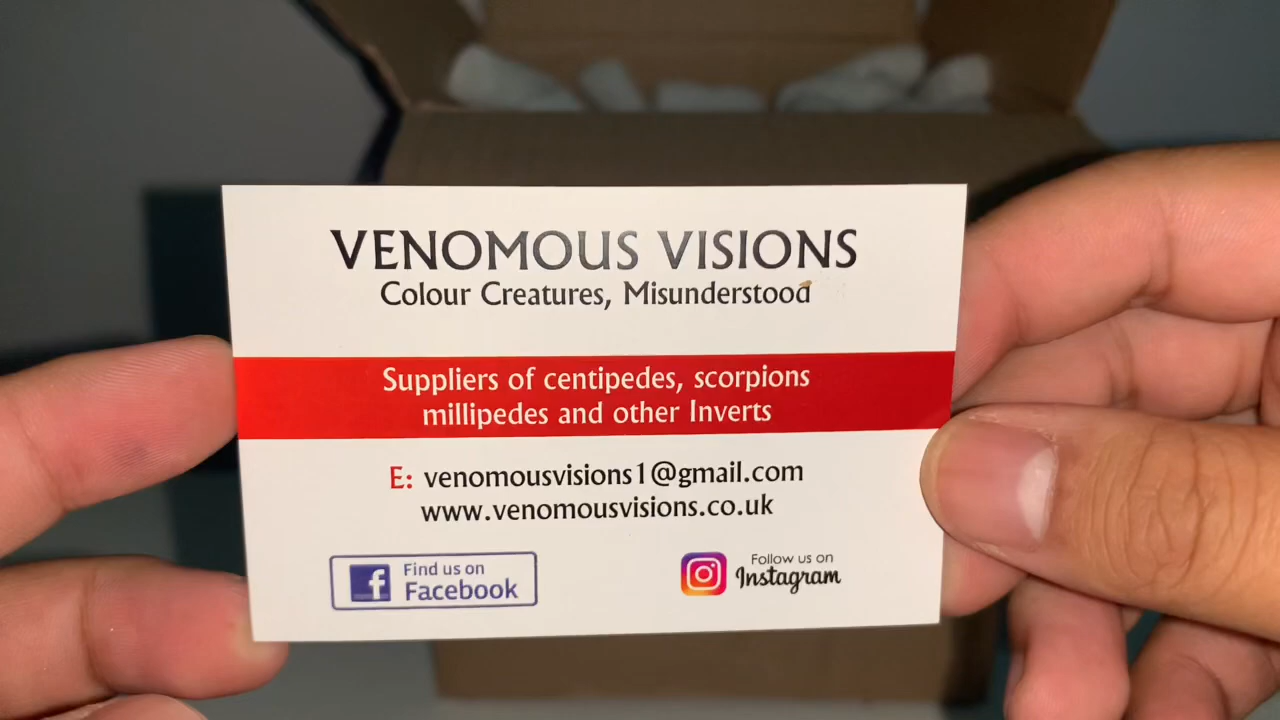 VENOMOUS VISIONS
Colour Creatures, Misunderstood
Suppliers of centipedes, scorpions
millipedes and other Inverts
E: venomousvisions1@gmail.com
www.venomousvisions.co.uk
Find us on
Facebook
Follow us on
Instagram